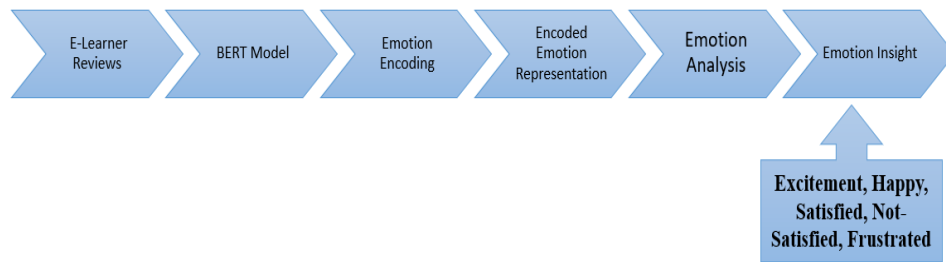 E-Learner
Reviews
BERT Model
Emotion
Encoding
Encoded
Emotion
Representation
Emotion
Analysis
Emotion Insight
Excitement, Happy,
Satisfied, Not-
Satisfied, Frustrated